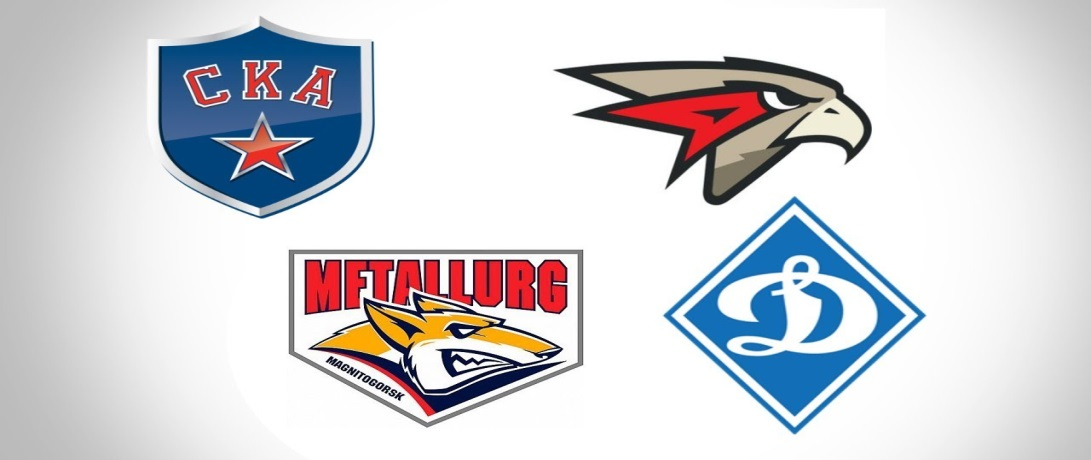 СКА
METALLURG
MAGNITOGORSK
Д